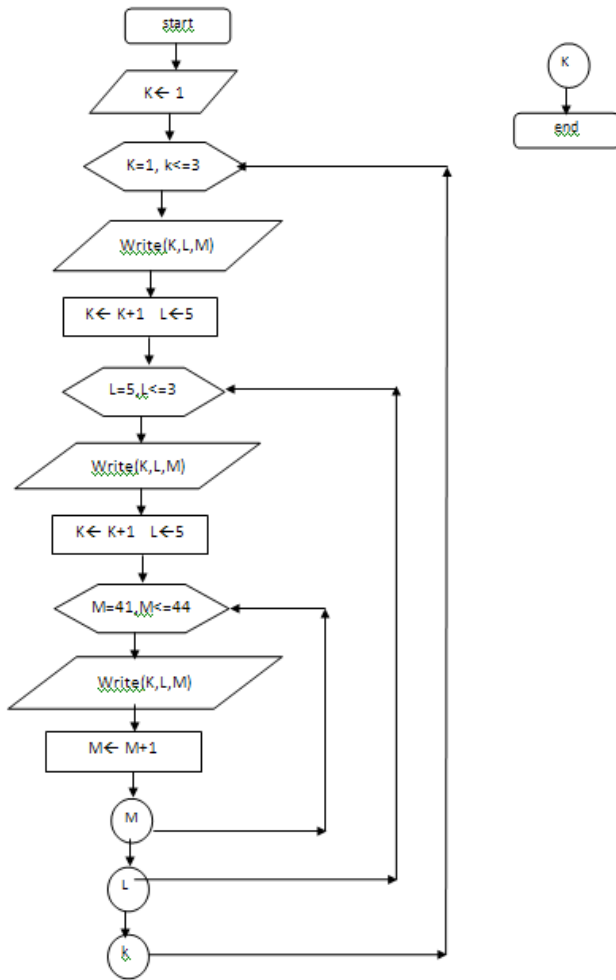 start
K← 1
K=1, k<=3
Write(K,L,M)
K← K+1 L←5
L=5,L<=3
Write(K,L,M)
K← K+1 L←5
M=41,M<=44
Write(K,L,M)
M← M+1
M
L
k
K
end